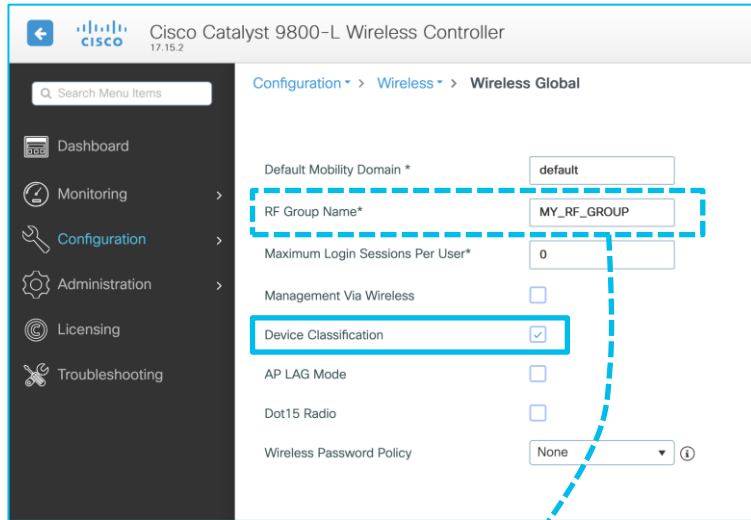 CISCO
Cisco Catalyst 9800-L Wireless Controller
17.15.2
Search Menu Items
Dashboard
Monitoring
Configuration
Administration
Licensing
Troubleshooting
Configuration > Wireless > Wireless Global
Default Mobility Domain * default
RF Group Name* MY_RF_GROUP
Maximum Login Sessions Per User* 0
Management Via Wireless
Device Classification
AP LAG Mode
Dot15 Radio
Wireless Password Policy None